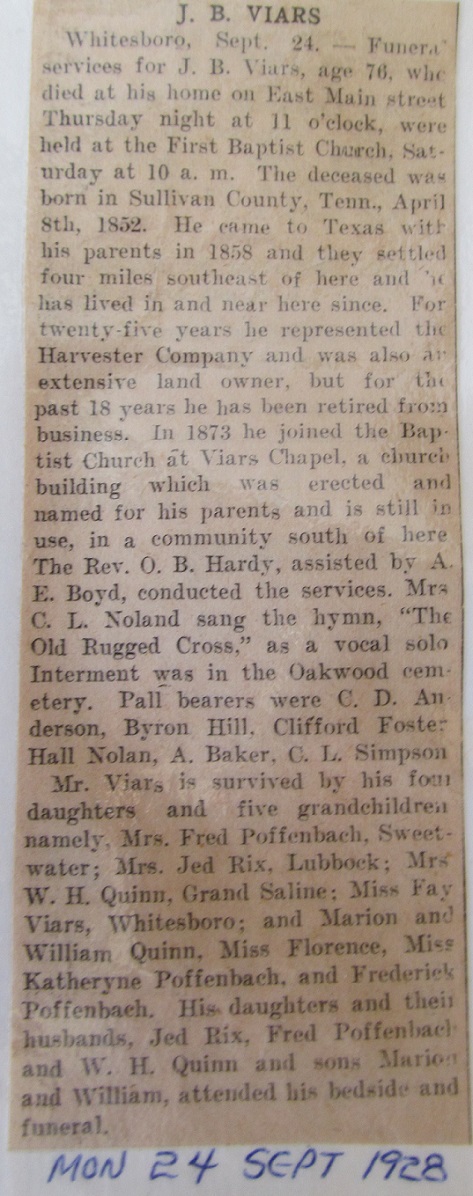 J. B. VIARS
Whitesboro, Sept. 24. — Funera
services for J. B. Viars, age 76, who
died at his home on East Main street
Thursday night at 11 o'clock, were
held at the First Baptist Church, Sat-
urday at 10 a. m. The deceased was
born in Sullivan County, Tenn., April
8th, 1852. He came to Texas with
his parents in 1858 and they settled
four miles southeast of here and he
has lived in and near here since. For
twenty-five years he represented the
Harvester Company and was also an
extensive land owner, but for the
past 18 years he has been retired from
business. In 1873 he joined the Bap-
tist Church at Viars Chapel, a church
building which was erected and
named for his parents and is still in
use, in a community south of here
The Rev. O. B. Hardy, assisted by A.
E. Boyd, conducted the services. Mrs
C. L. Noland sang the hymn, "The
Old Rugged Cross," as a vocal solo
Interment was in the Oakwood cem-
etery. Pall bearers were C. D. An-
derson, Byron Hill, Clifford Foster
Hall Nolan, A. Baker, C. L. Simpson
Mr. Viars is survived by his four
daughters and five grandchildren
namely, Mrs. Fred Poffenbach, Sweet-
water; Mrs. Jed Rix, Lubbock; Mrs
W. H. Quinn, Grand Saline; Miss Fay
Viars, Whitesboro; and Marion and
William Quinn, Miss Florence, Miss
Katheryne Poffenbach, and Frederick
Poffenbach. His daughters and their
husbands, Jed Rix, Fred Poffenbach
and W. H. Quinn and sons Marion
and William, attended his bedside and
funeral.
MON 24 SEPT 1928